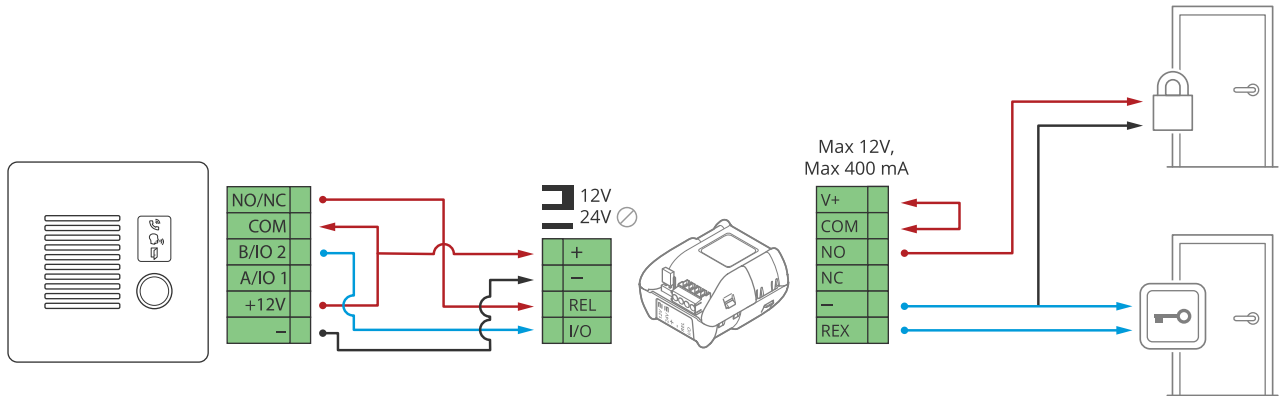 NO/NC
COM
B/IO 2
A/IO 1
+12V
–
12V
24V
+
–
REL
I/O
Max 12V,
Max 400 mA
V+
COM
NO
NC
–
REX